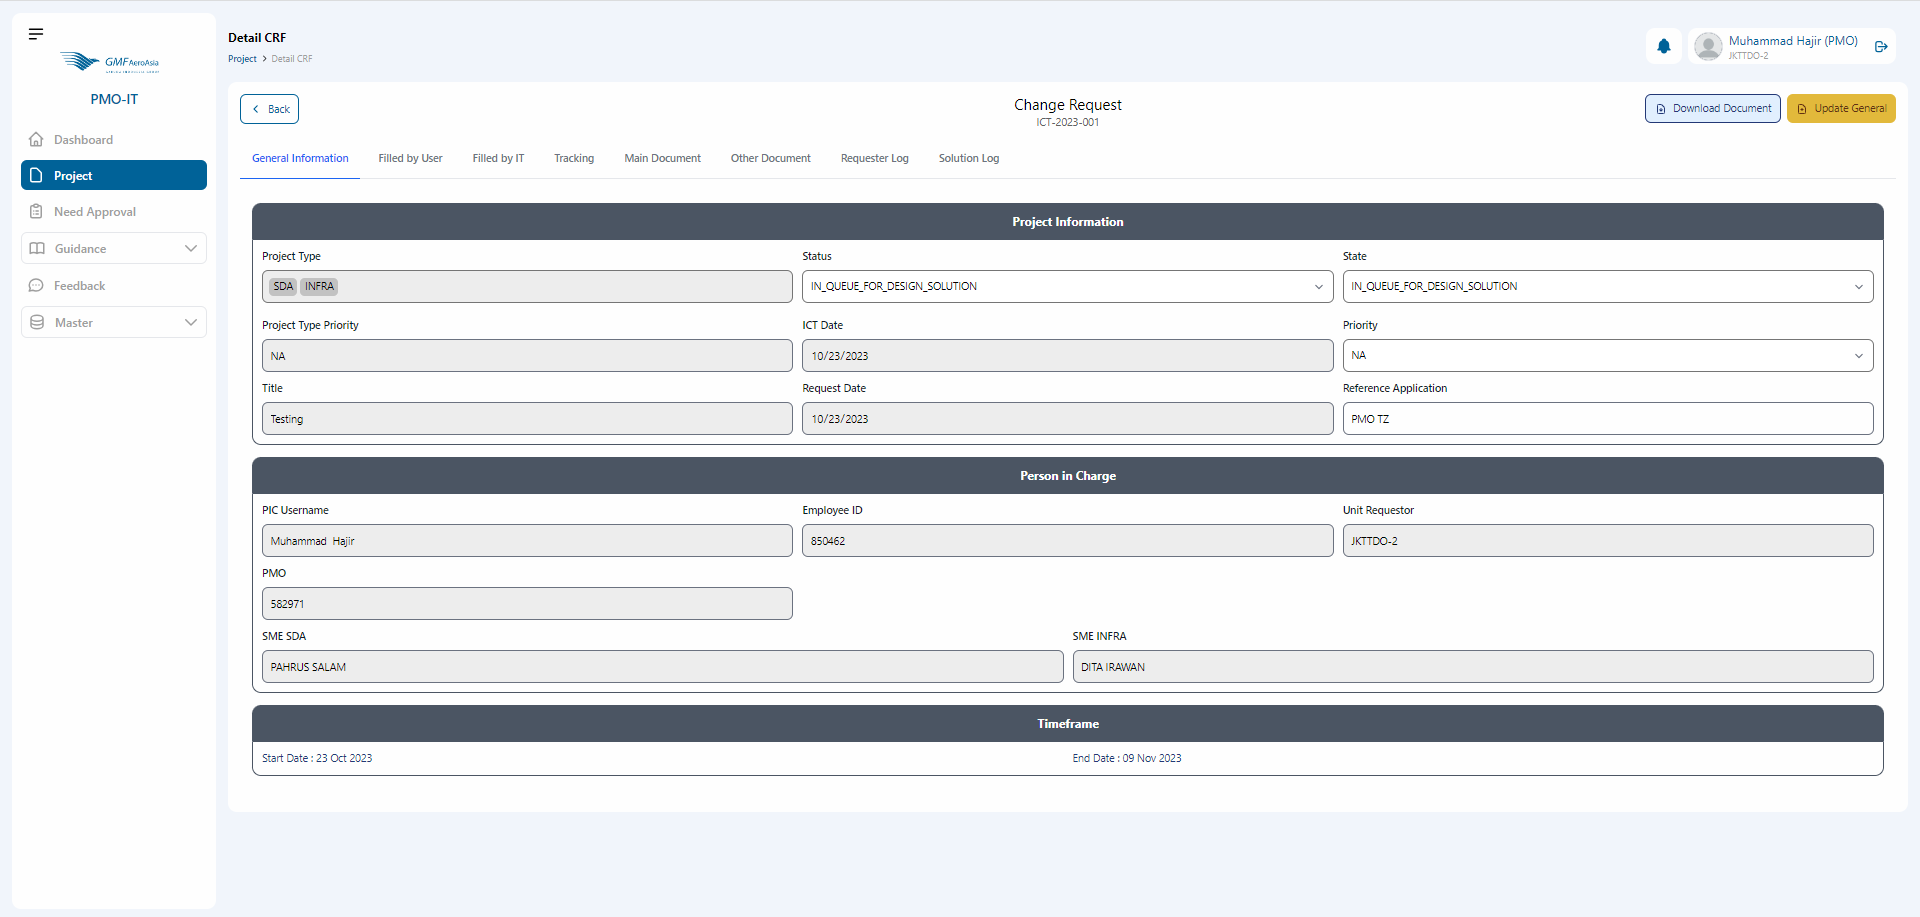 GMF AeroAsia
PMO-IT
Dashboard
Project
Need Approval
Guidance
Feedback
Master
Detail CRF
Project > Detail CRF
Muhammad Hajir (PMO)
JKTTDO-2
Back
Change Request
ICT-2023-001
Download Document
Update General
General Information
Filled by User
Filled by IT
Tracking
Main Document
Other Document
Requester Log
Solution Log
Project Information
Project Type
Status
State
SDA INFRA
IN_QUEUE_FOR_DESIGN_SOLUTION
IN_QUEUE_FOR_DESIGN_SOLUTION
Project Type Priority
ICT Date
Priority
NA
10/23/2023
NA
Title
Request Date
Reference Application
Testing
10/23/2023
PMO TZ
Person in Charge
PIC Username
Employee ID
Unit Requestor
Muhammad  Hajir
850462
JKTTDO-2
PMO
582971
SME SDA
SME INFRA
PAHRUS SALAM
DITA IRAWAN
Timeframe
Start Date : 23 Oct 2023
End Date : 09 Nov 2023